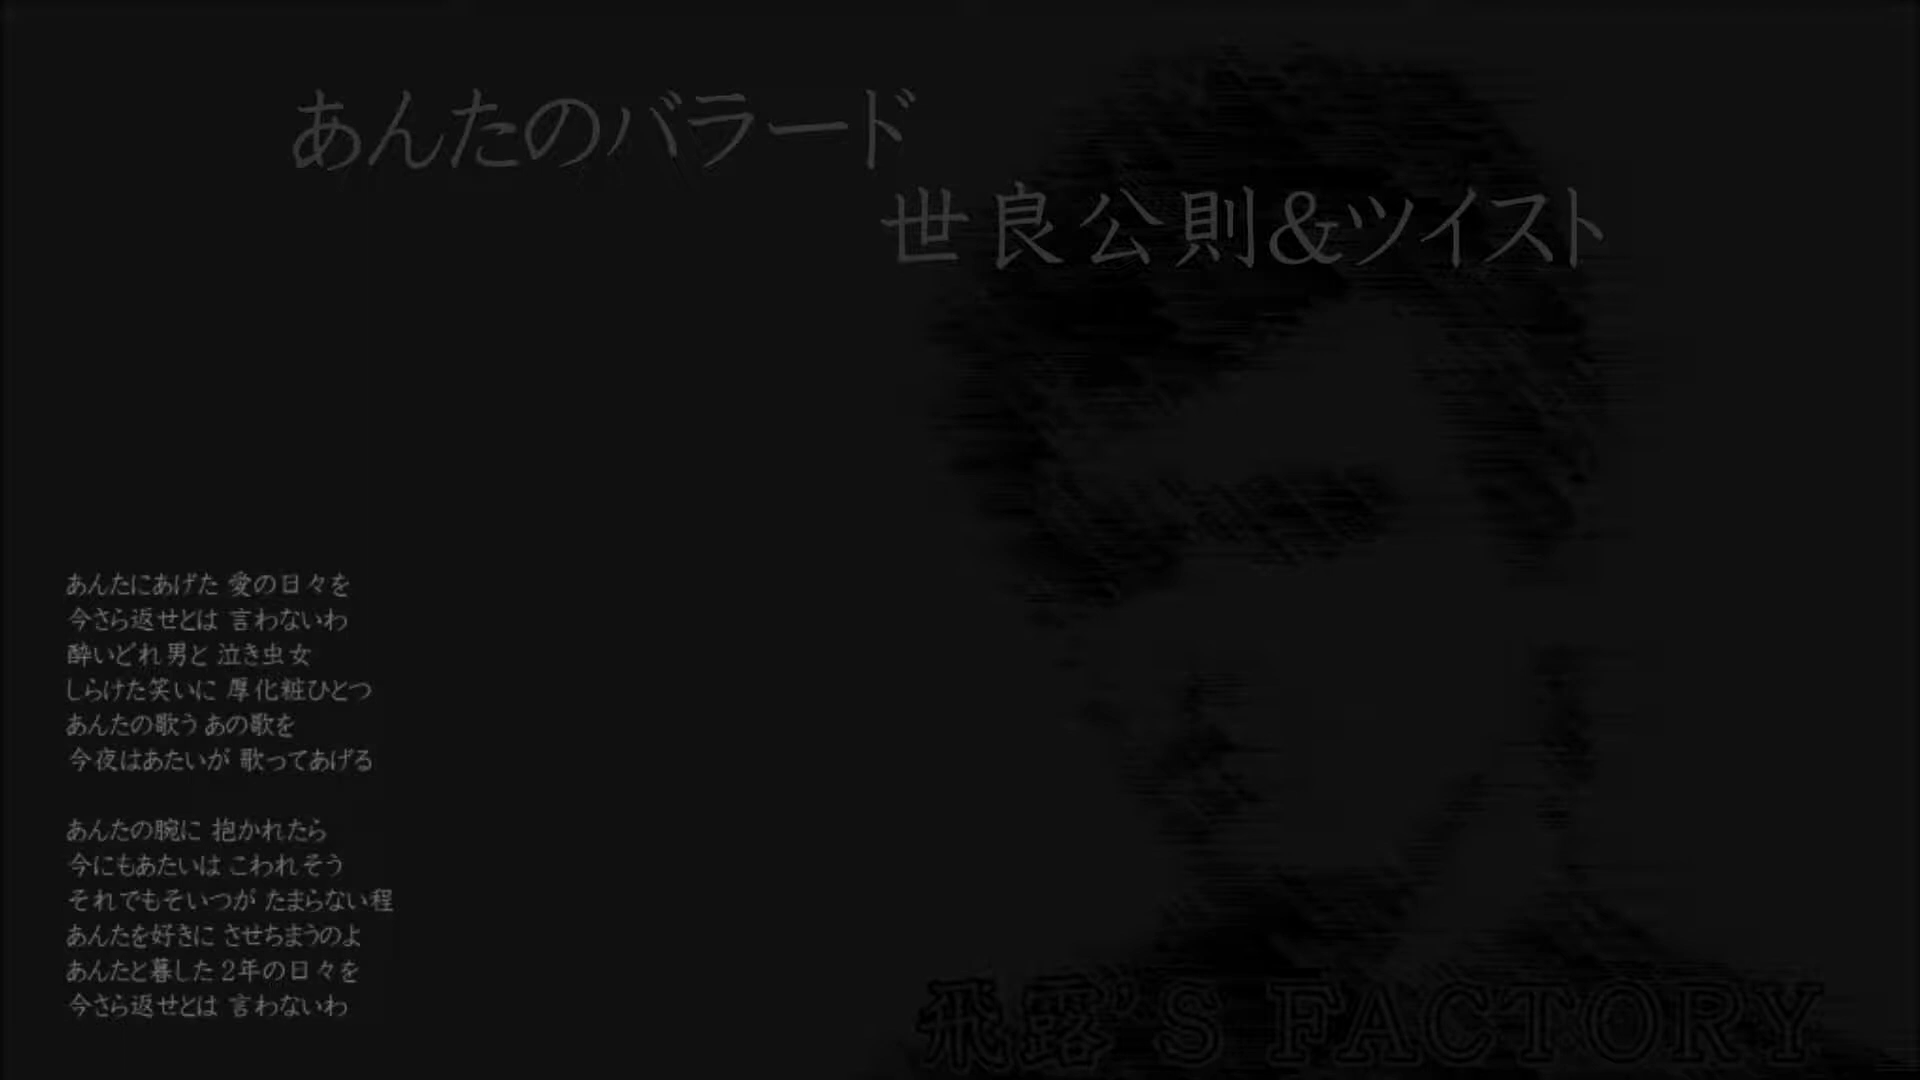 あんたのバラード
世良公則&ツイスト
あんたにあげた 愛の日々を
今さら返せとは 言わないわ
酔いどれ男と 泣き虫女
しらけた笑いに 厚化粧ひとつ
あんたの歌う あの歌を
今夜はあたいが 歌ってあげる
あんたの腕に 抱かれたら
今にもあたいは こわれそう
それでもそいつが たまらない程
あんたを好きに させちまうのよ
あんたと暮した 2年の日々を
今さら返せとは 言わないわ
飛露'S FACTORY